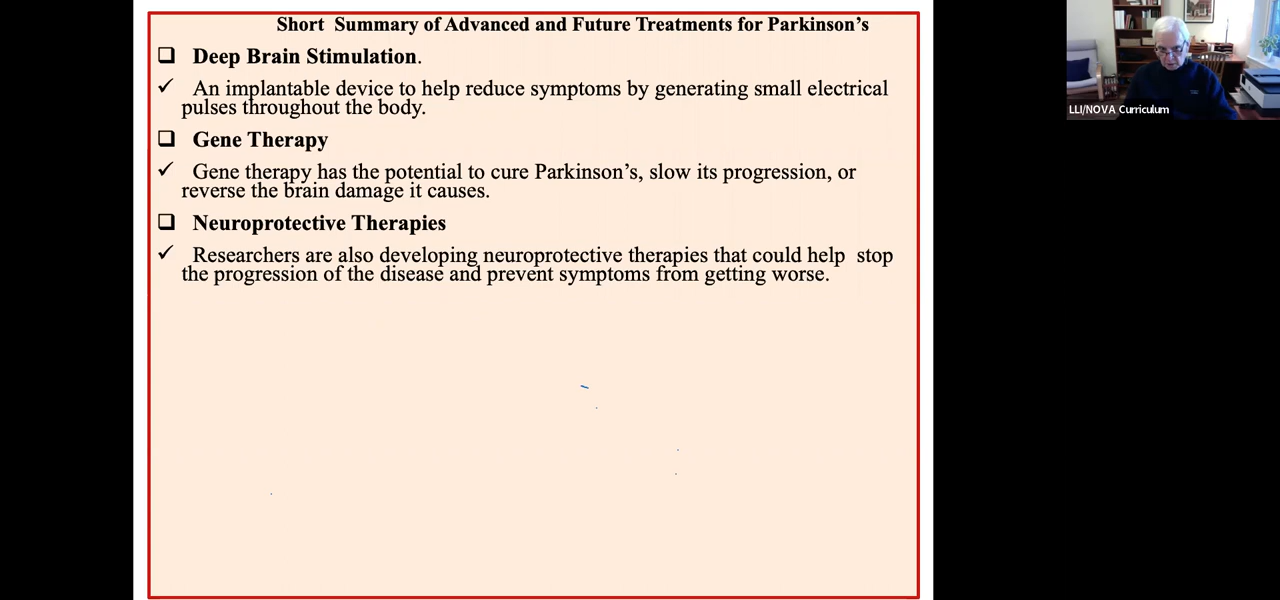 Short Summary of Advanced and Future Treatments for Parkinson's
Deep Brain Stimulation.
An implantable device to help reduce symptoms by generating small electrical
pulses throughout the body.
Gene Therapy
Gene therapy has the potential to cure Parkinson's, slow its progression, or
reverse the brain damage it causes.
Neuroprotective Therapies
Researchers are also developing neuroprotective therapies that could help stop
the progression of the disease and prevent symptoms from getting worse.
LLI/NOVA Curriculum